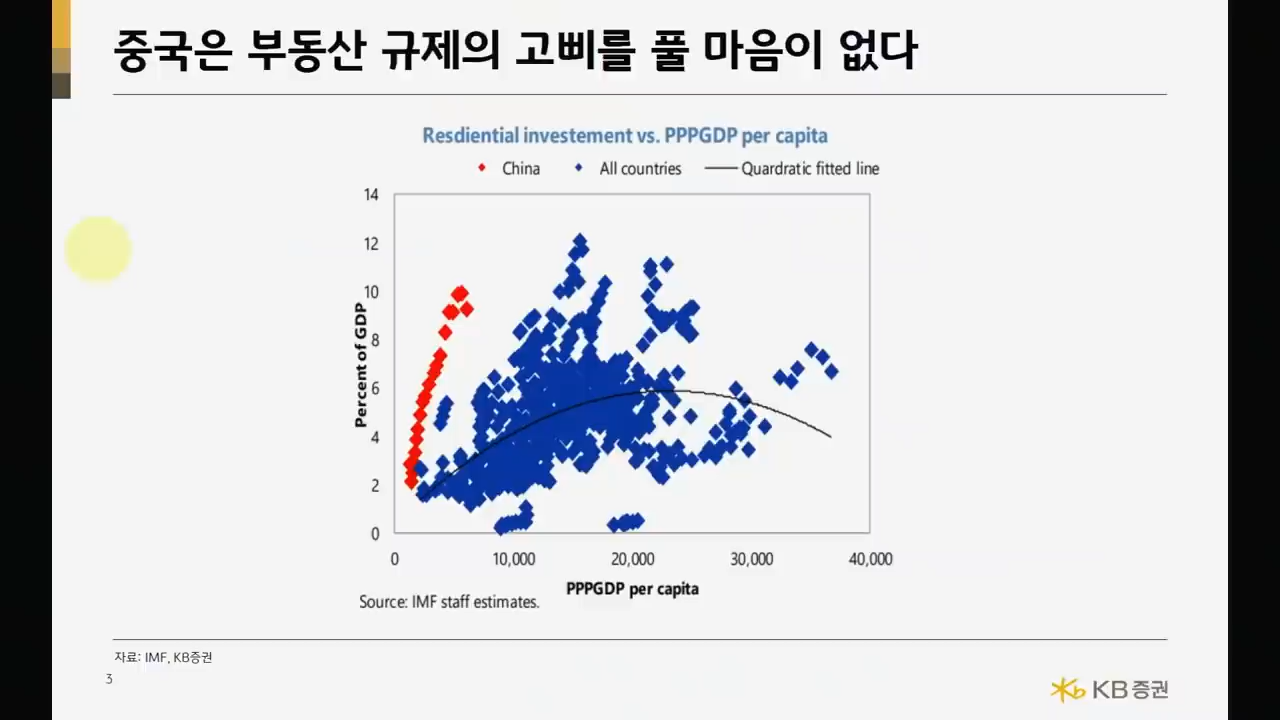 중국은 부동산 규제의 고삐를 풀 마음이 없다
Resdiential investement vs. PPPGDP per capita
China
All countries
Quardratic fitted line
14
12
10
8
6
4
2
0
Percent of GDP
0
10,000
20,000
30,000
40,000
PPPGDP per capita
Source: IMF staff estimates.
자료: IMF, KB증권
3
KB증권